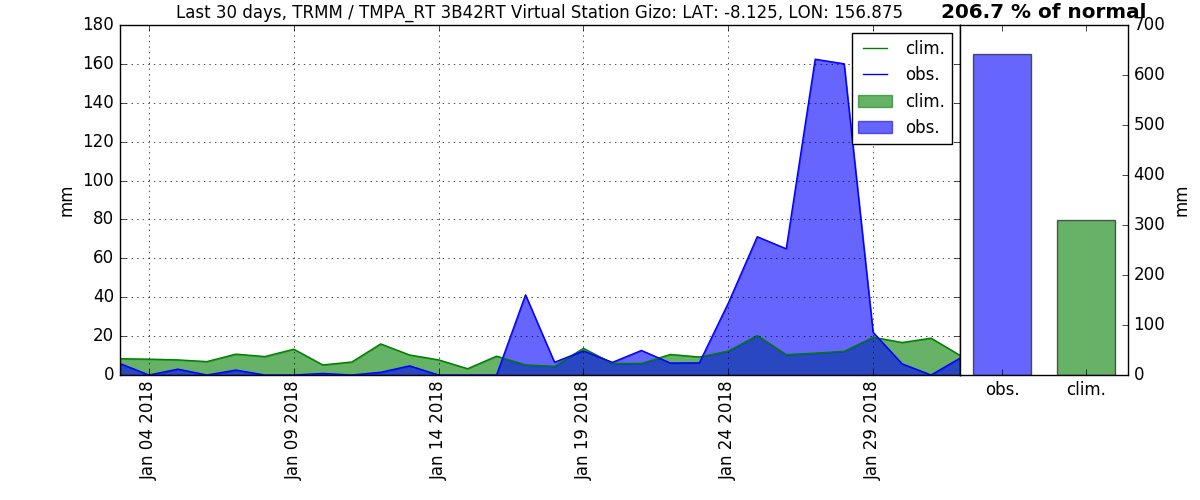 Last 30 days, TRMM / TMPA_RT 3B42RT Virtual Station Gizo: LAT: -8.125, LON: 156.875
206.7 % of normal
180
160
140
120
100
80
60
40
20
0
mm
Jan 04 2018
Jan 09 2018
Jan 14 2018
Jan 19 2018
Jan 24 2018
Jan 29 2018
clim.
obs.
clim.
obs.
700
600
500
400
300
200
100
0
mm
obs.
clim.